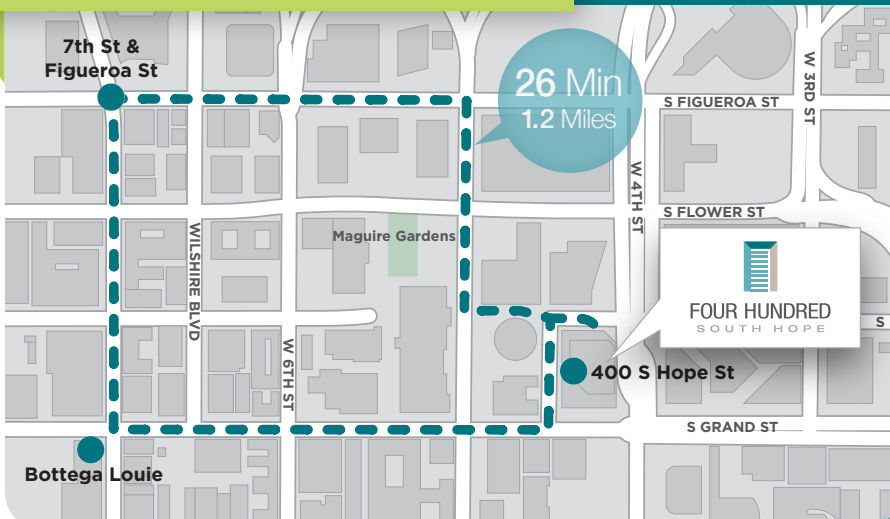 7th St &
Figueroa St
26 Min
1.2 Miles
S FIGUEROA ST
W 3RD ST
W 4TH ST
S FLOWER ST
Maguire Gardens
WILSHIRE BLVD
FOUR HUNDRED
SOUTH HOPE
S
W 6TH ST
400 S Hope St
S GRAND ST
Bottega Louie